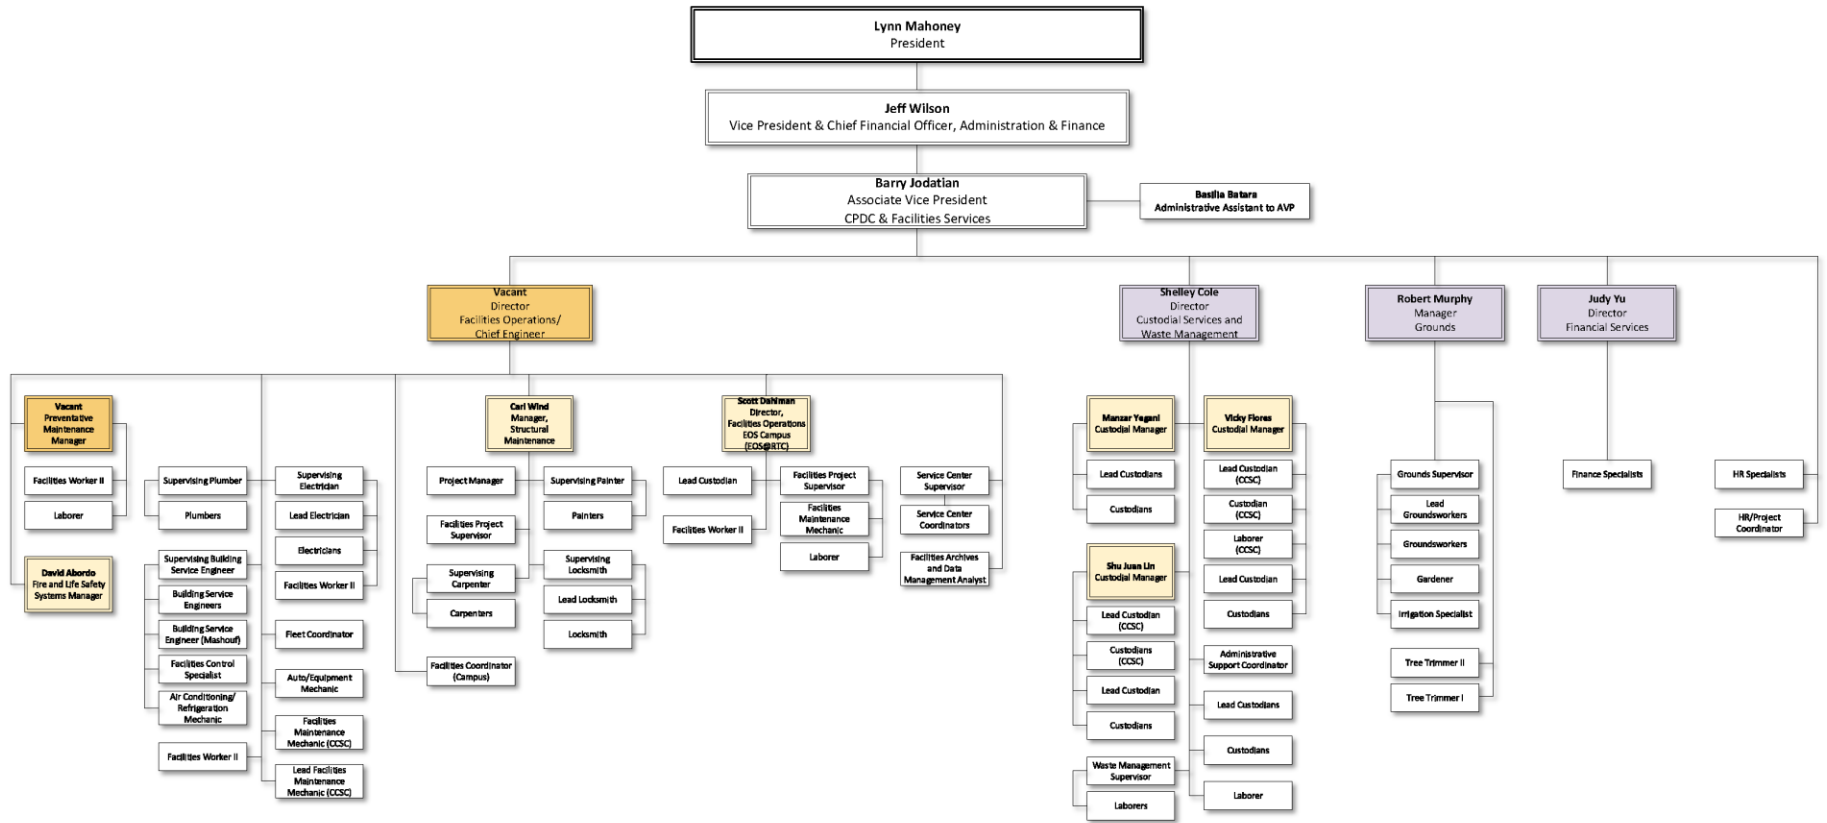 Lynn Mahoney
President
Jeff Wilson
Vice President & Chief Financial Officer, Administration & Finance
Barry Jodatian
Associate Vice President
CPDC & Facilities Services
Basilia Batara
Administrative Assistant to AVP
Vacant
Director
Facilities Operations/
Chief Engineer
Shelley Cole
Director
Custodial Services and
Waste Management
Robert Murphy
Manager
Grounds
Judy Yu
Director
Financial Services
Vacant
Preventative
Maintenance
Manager
Facilities Worker II
Laborer
David Abordo
Fire and Life Safety
Systems Manager
Supervising Plumber
Plumbers
Supervising Building
Service Engineer
Building Service
Engineers
Building Service
Engineer (Mashouf)
Facilities Control
Specialist
Air Conditioning/
Refrigeration
Mechanic
Facilities Worker II
Supervising
Electrician
Lead Electrician
Electricians
Facilities Worker II
Fleet Coordinator
Auto/Equipment
Mechanic
Facilities
Maintenance
Mechanic (CCSC)
Lead Facilities
Maintenance
Mechanic (CCSC)
Carl Wind
Manager,
Structural
Maintenance
Project Manager
Facilities Project
Supervisor
Supervising
Carpenter
Carpenters
Facilities Coordinator
(Campus)
Supervising Painter
Painters
Supervising
Locksmith
Lead Locksmith
Locksmith
Scott Dahlman
Director,
Facilities Operations
EOS Campus
(EOS@RTC)
Lead Custodian
Facilities Worker II
Facilities Project
Supervisor
Facilities
Maintenance
Mechanic
Laborer
Service Center
Supervisor
Service Center
Coordinators
Facilities Archives
and Data
Management Analyst
Manzar Yegani
Custodial Manager
Lead Custodians
Custodians
Shu Juan Lin
Custodial Manager
Lead Custodian
(CCSC)
Custodians
(CCSC)
Lead Custodian
Custodians
Waste Management
Supervisor
Laborers
Vicky Flores
Custodial Manager
Lead Custodian
(CCSC)
Custodian
(CCSC)
Laborer
(CCSC)
Lead Custodian
Custodians
Administrative
Support Coordinator
Lead Custodians
Custodians
Laborer
Grounds Supervisor
Lead
Groundsworkers
Groundsworkers
Gardener
Irrigation Specialist
Tree Trimmer II
Tree Trimmer I
Finance Specialists
HR Specialists
HR/Project
Coordinator